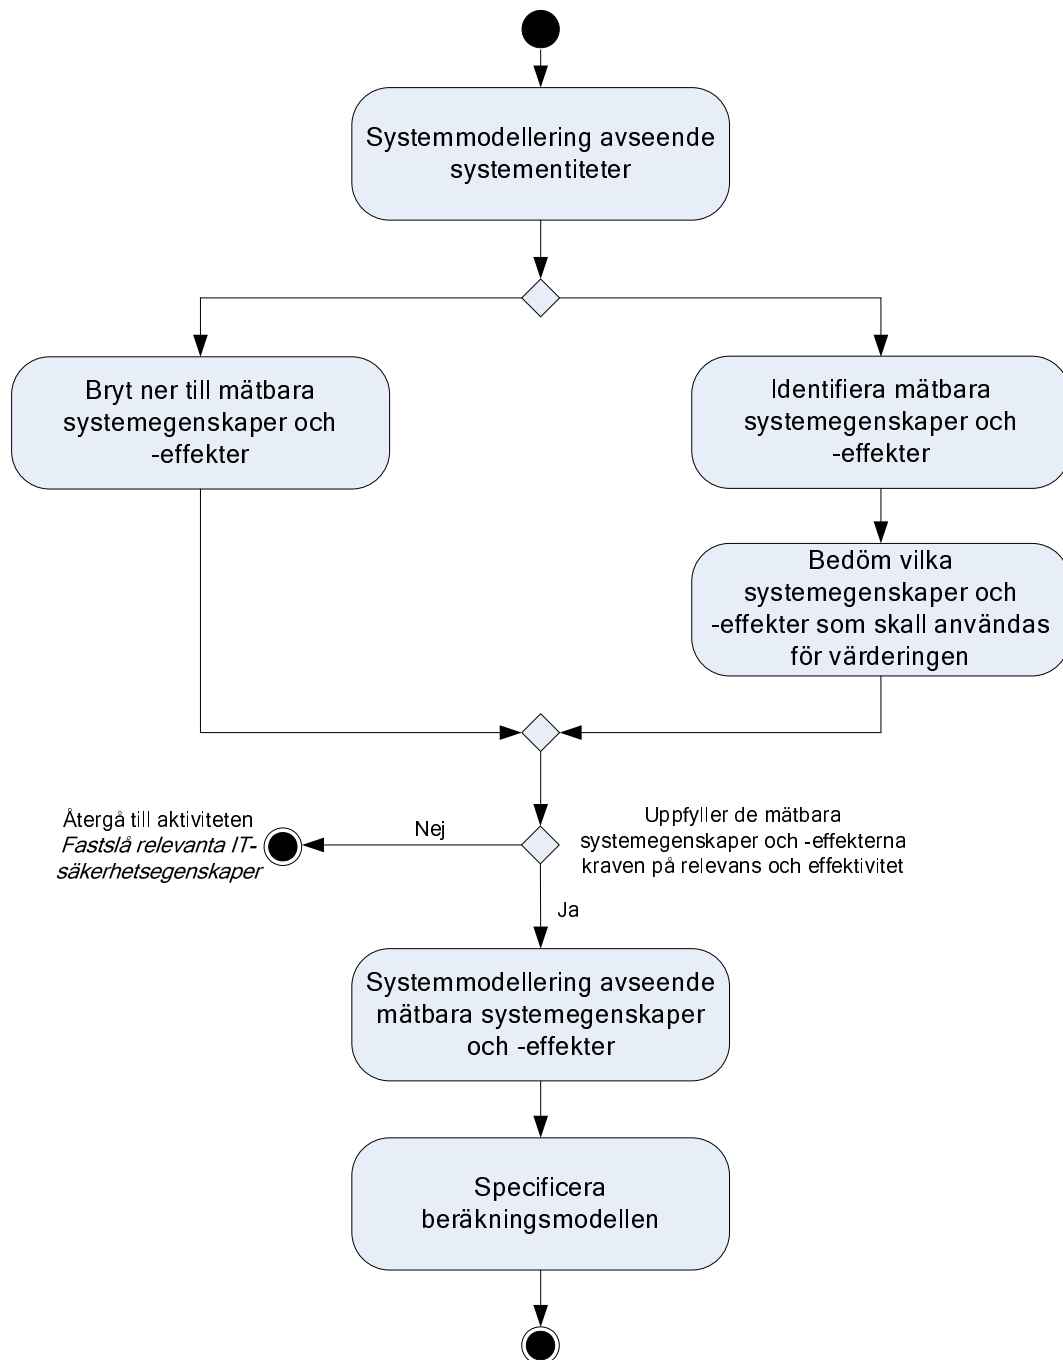 Systemmodellering avseende
systementiteter
Bryt ner till mätbara
systemegenskaper och
-effekter
Identifiera mätbara
systemegenskaper och
-effekter
Bedöm vilka
systemegenskaper och
-effekter som skall användas
för värderingen
Återgå till aktiviteten
Fastslå relevanta IT-
säkerhetsegenskaper
Nej
Uppfyller de mätbara
systemegenskaper och -effekterna
kraven på relevans och effektivitet
Ja
Systemmodellering avseende
mätbara systemegenskaper
och -effekter
Specificera
beräkningsmodellen